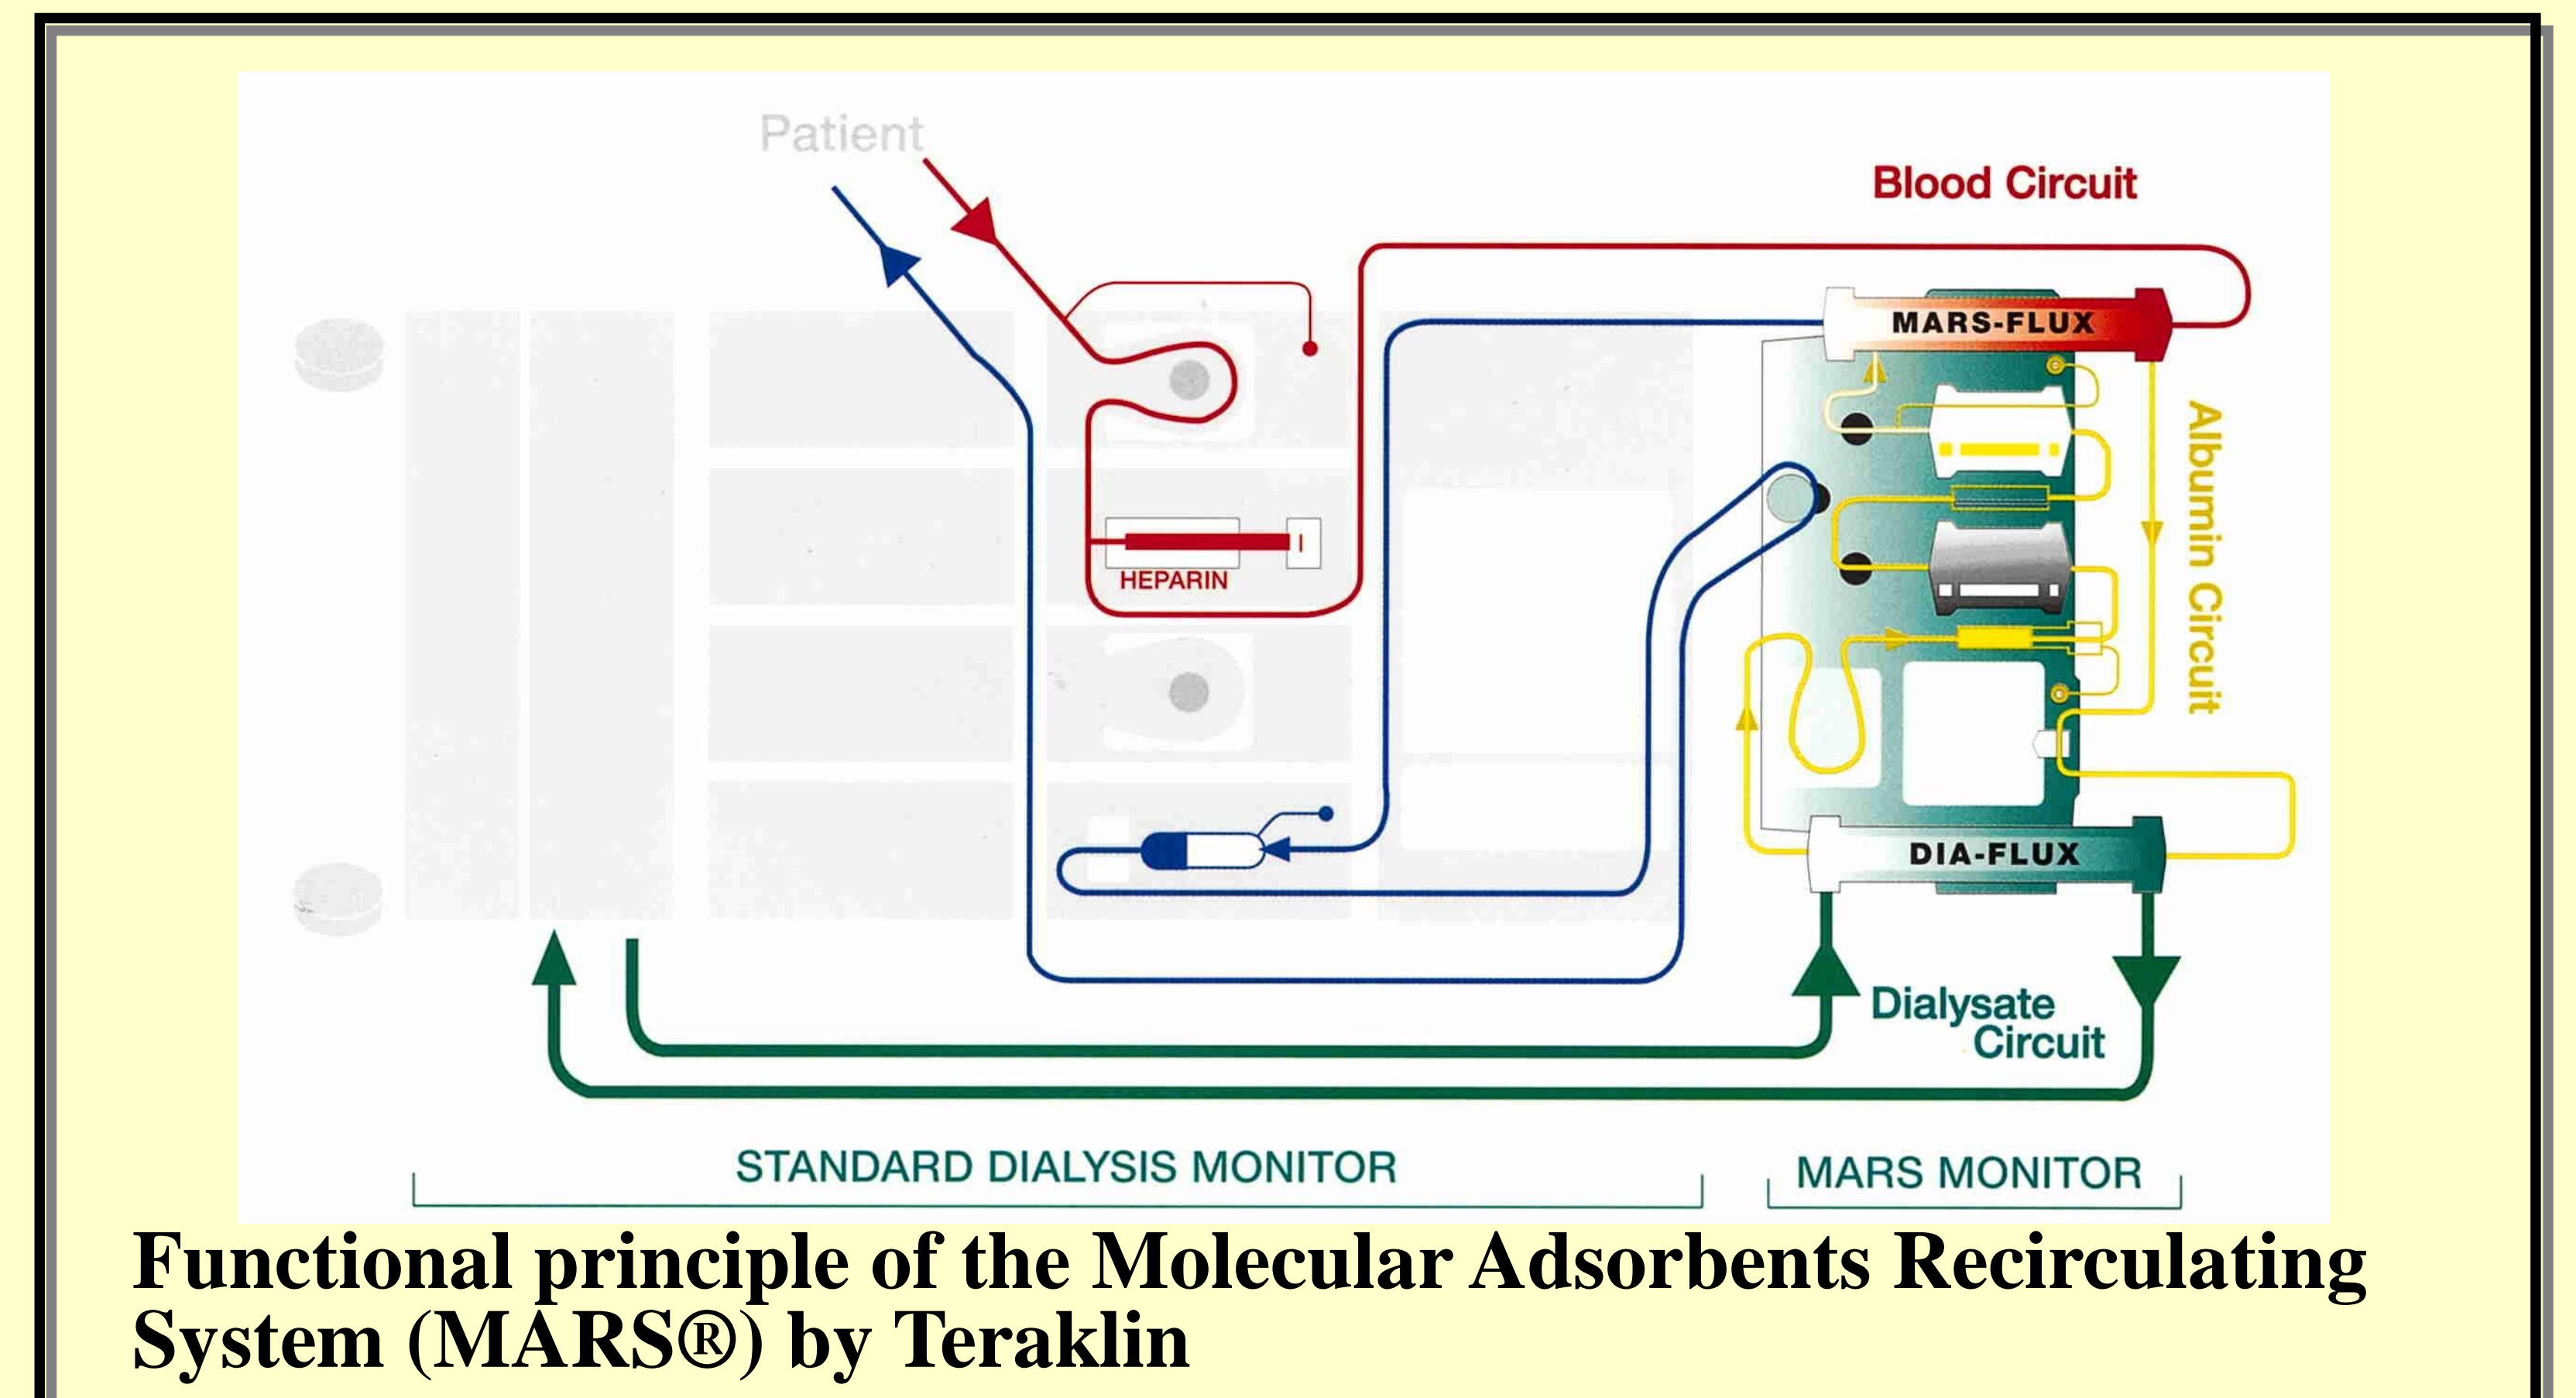 Patient
Blood Circuit
MARS-FLUX
Albumin Circuit
HEPARIN
DIA-FLUX
Dialysate
Circuit
STANDARD DIALYSIS MONITOR
MARS MONITOR
Functional principle of the Molecular Adsorbents Recirculating
System (MARS®) by Teraklin